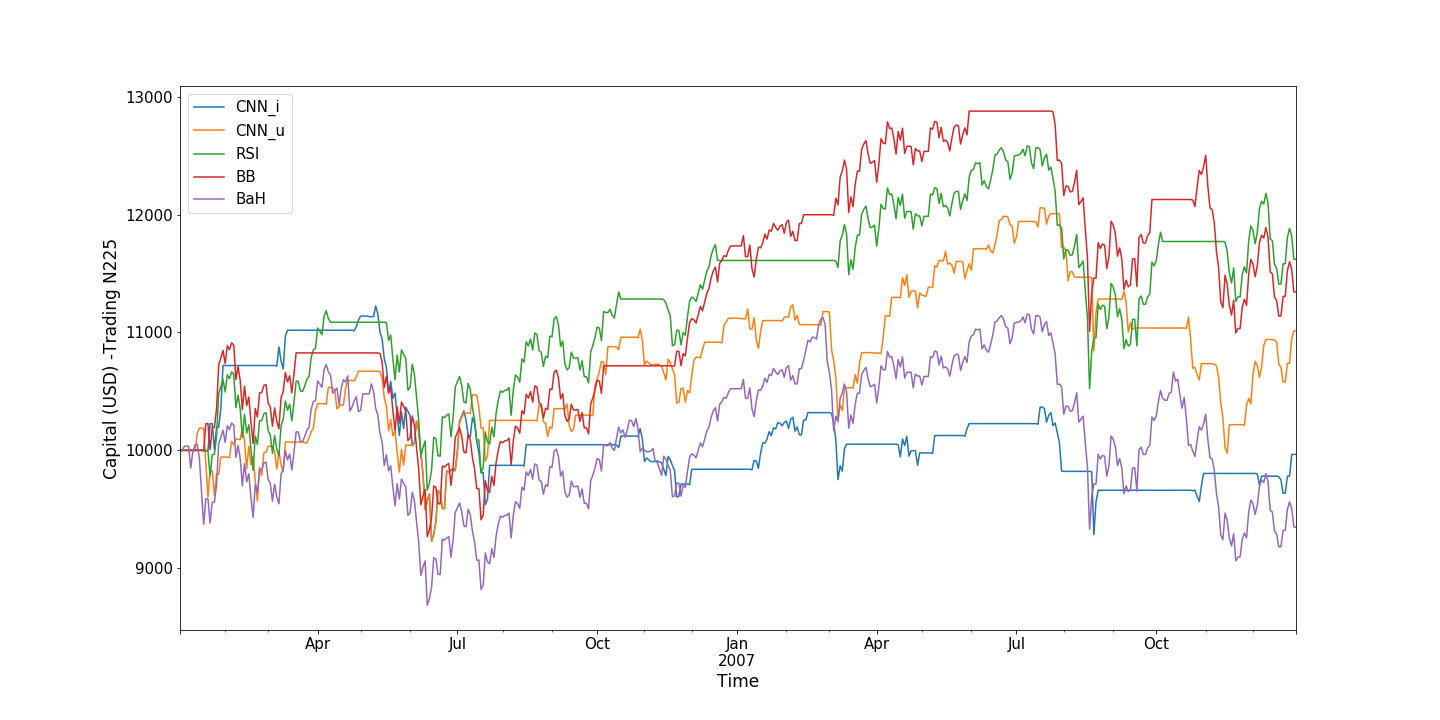 13000
12000
11000
10000
9000
Capital (USD) -Trading N225
CNN_i
CNN_u
RSI
BB
BaH
Apr
Jul
Oct
Jan
2007
Apr
Jul
Oct
Time